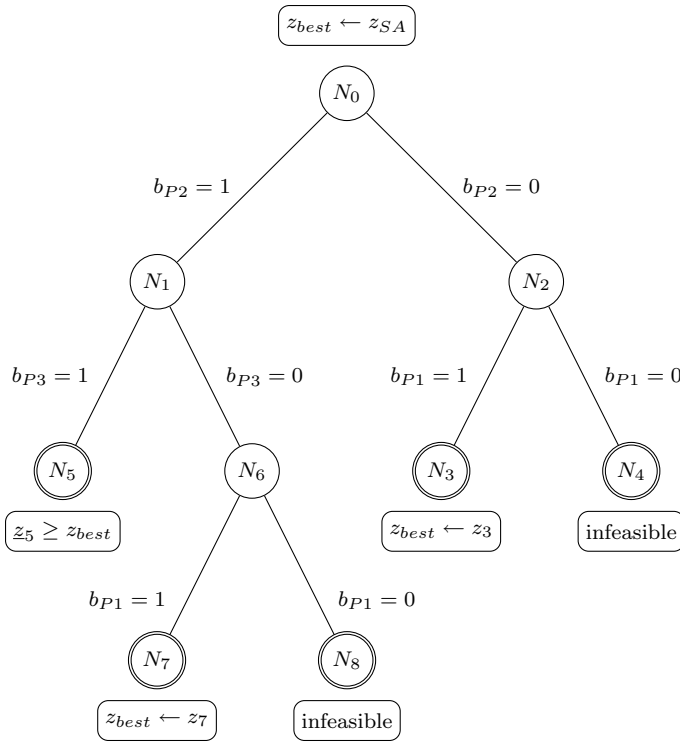 z_{best} ← z_{SA}
N_0
b_{P2} = 1
b_{P2} = 0
N_1
N_2
b_{P3} = 1
b_{P3} = 0
b_{P1} = 1
b_{P1} = 0
N_5
N_6
N_3
N_4
\underline{z}_5 ≥ z_{best}
z_{best} ← z_3
infeasible
b_{P1} = 1
b_{P1} = 0
N_7
N_8
z_{best} ← z_7
infeasible